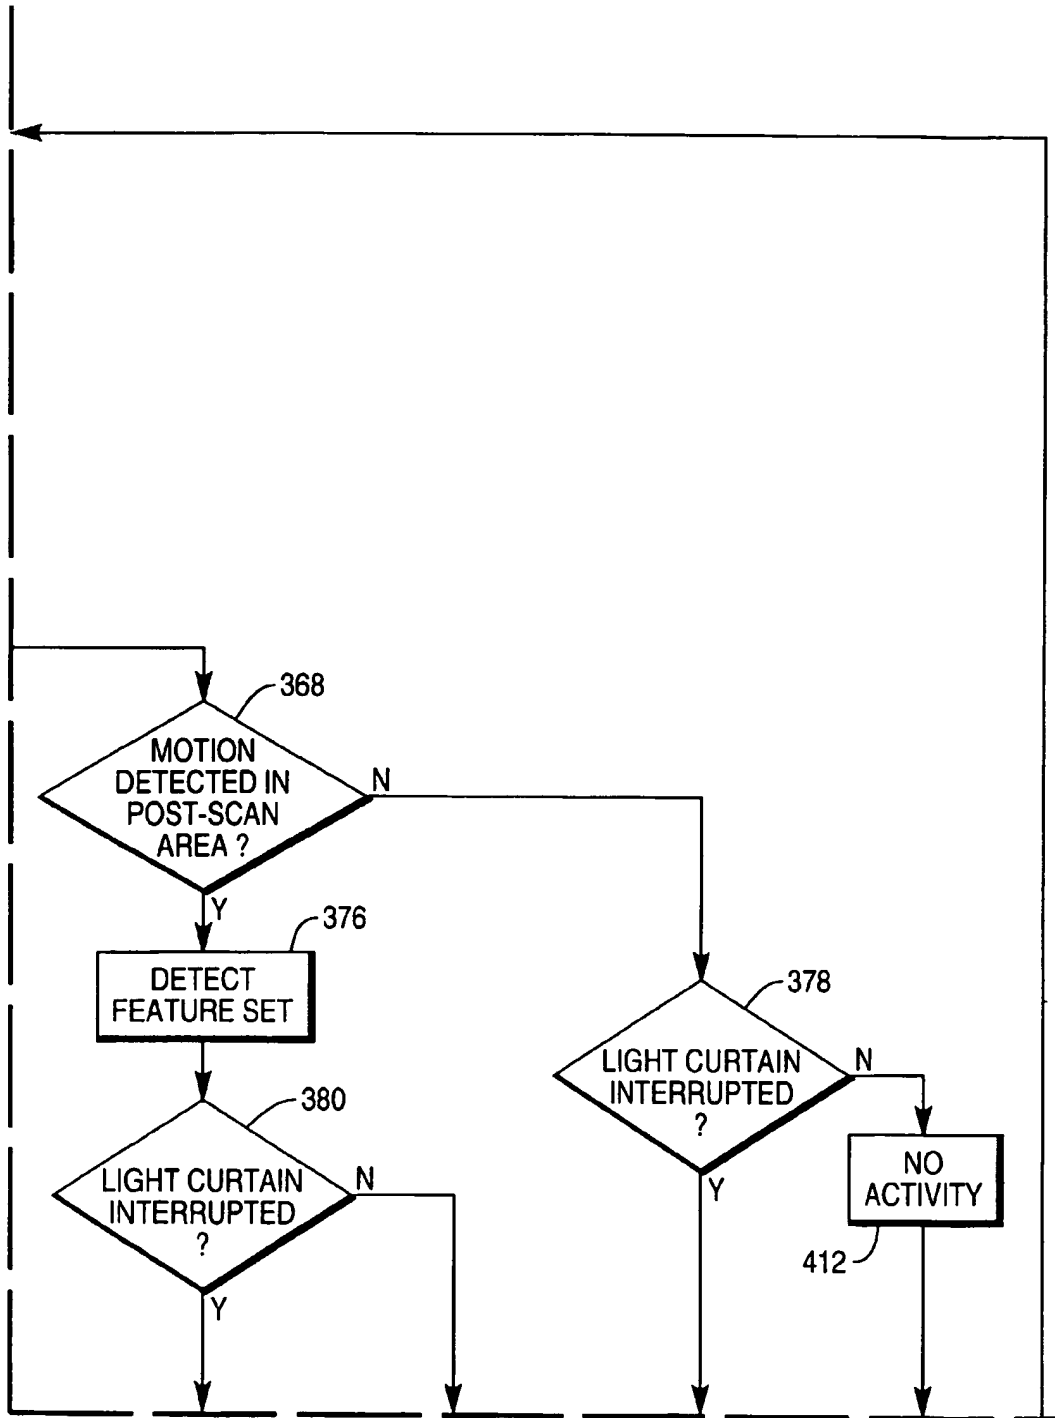 368
MOTION
DETECTED IN
POST-SCAN
AREA ?
N
Y
376
DETECT
FEATURE SET
378
LIGHT CURTAIN
INTERRUPTED
?
N
Y
380
LIGHT CURTAIN
INTERRUPTED
?
N
Y
NO
ACTIVITY
412